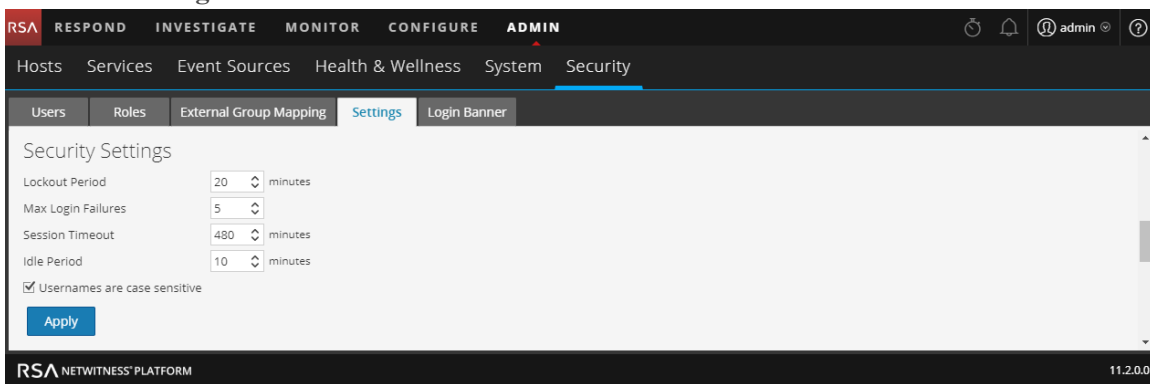 RSA RESPOND INVESTIGATE MONITOR CONFIGURE ADMIN admin ?
Hosts Services Event Sources Health & Wellness System Security
Users Roles External Group Mapping Settings Login Banner
Security Settings
Lockout Period 20 minutes
Max Login Failures 5
Session Timeout 480 minutes
Idle Period 10 minutes
Usernames are case sensitive
Apply
RSA NETWITNESS® PLATFORM 11.2.0.0